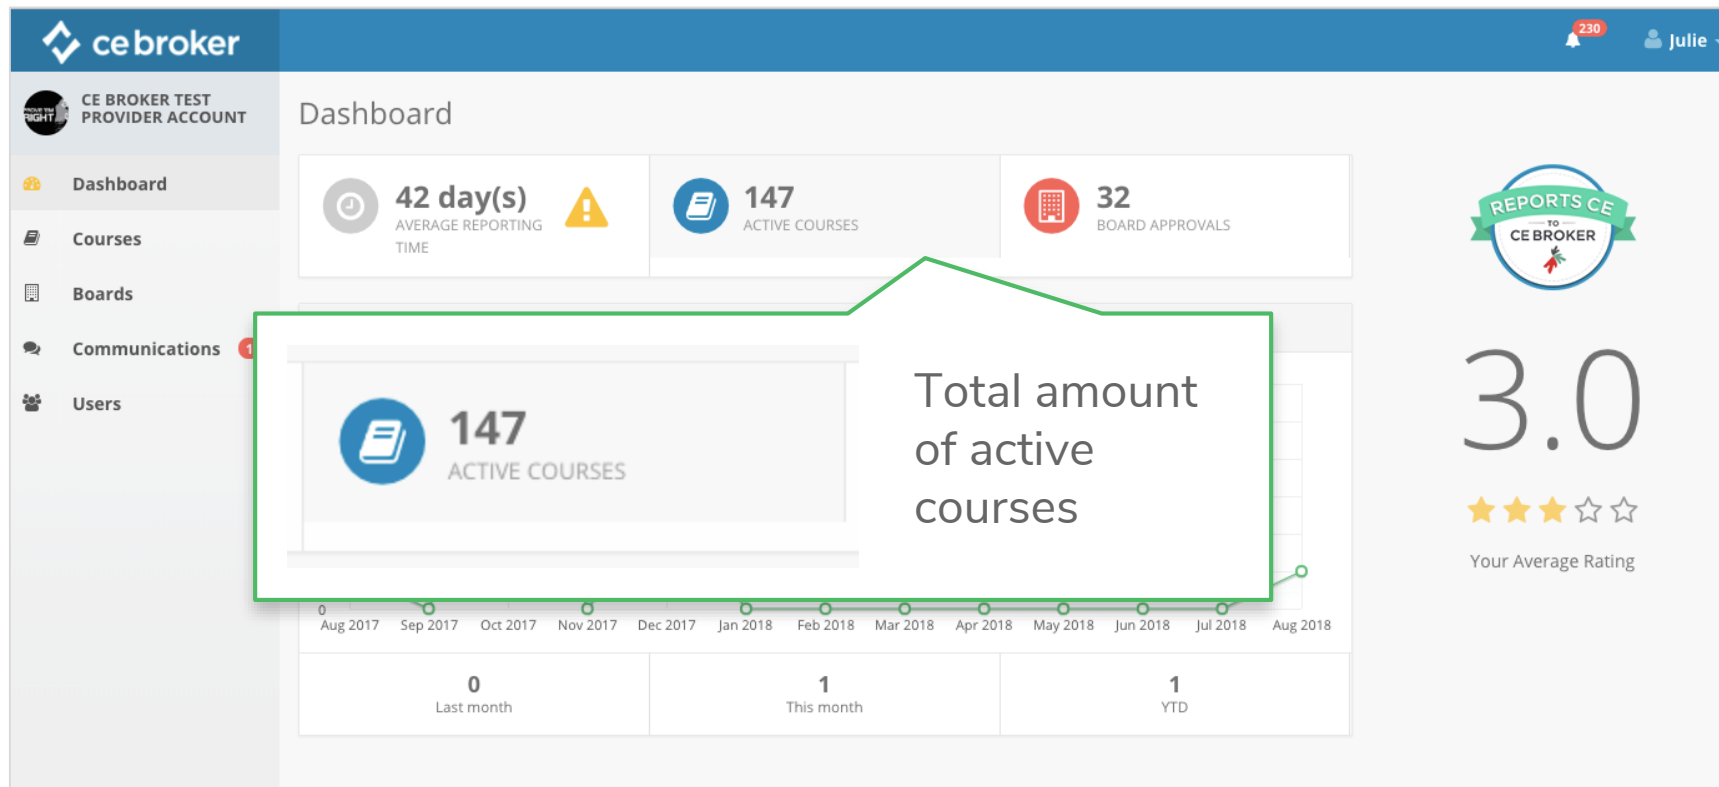 cebroker
230
Julie
CE BROKER TEST
PROVIDER ACCOUNT
Dashboard
Courses
Boards
Communications
1
Users
Dashboard
42 day(s)
AVERAGE REPORTING
TIME
147
ACTIVE COURSES
32
BOARD APPROVALS
147
ACTIVE COURSES
Total amount
of active
courses
0
Aug 2017 Sep 2017 Oct 2017 Nov 2017 Dec 2017 Jan 2018 Feb 2018 Mar 2018 Apr 2018 May 2018 Jun 2018 Jul 2018 Aug 2018
0
Last month
1
This month
1
YTD
REPORTS CE
TO
CE BROKER
3.0
Your Average Rating